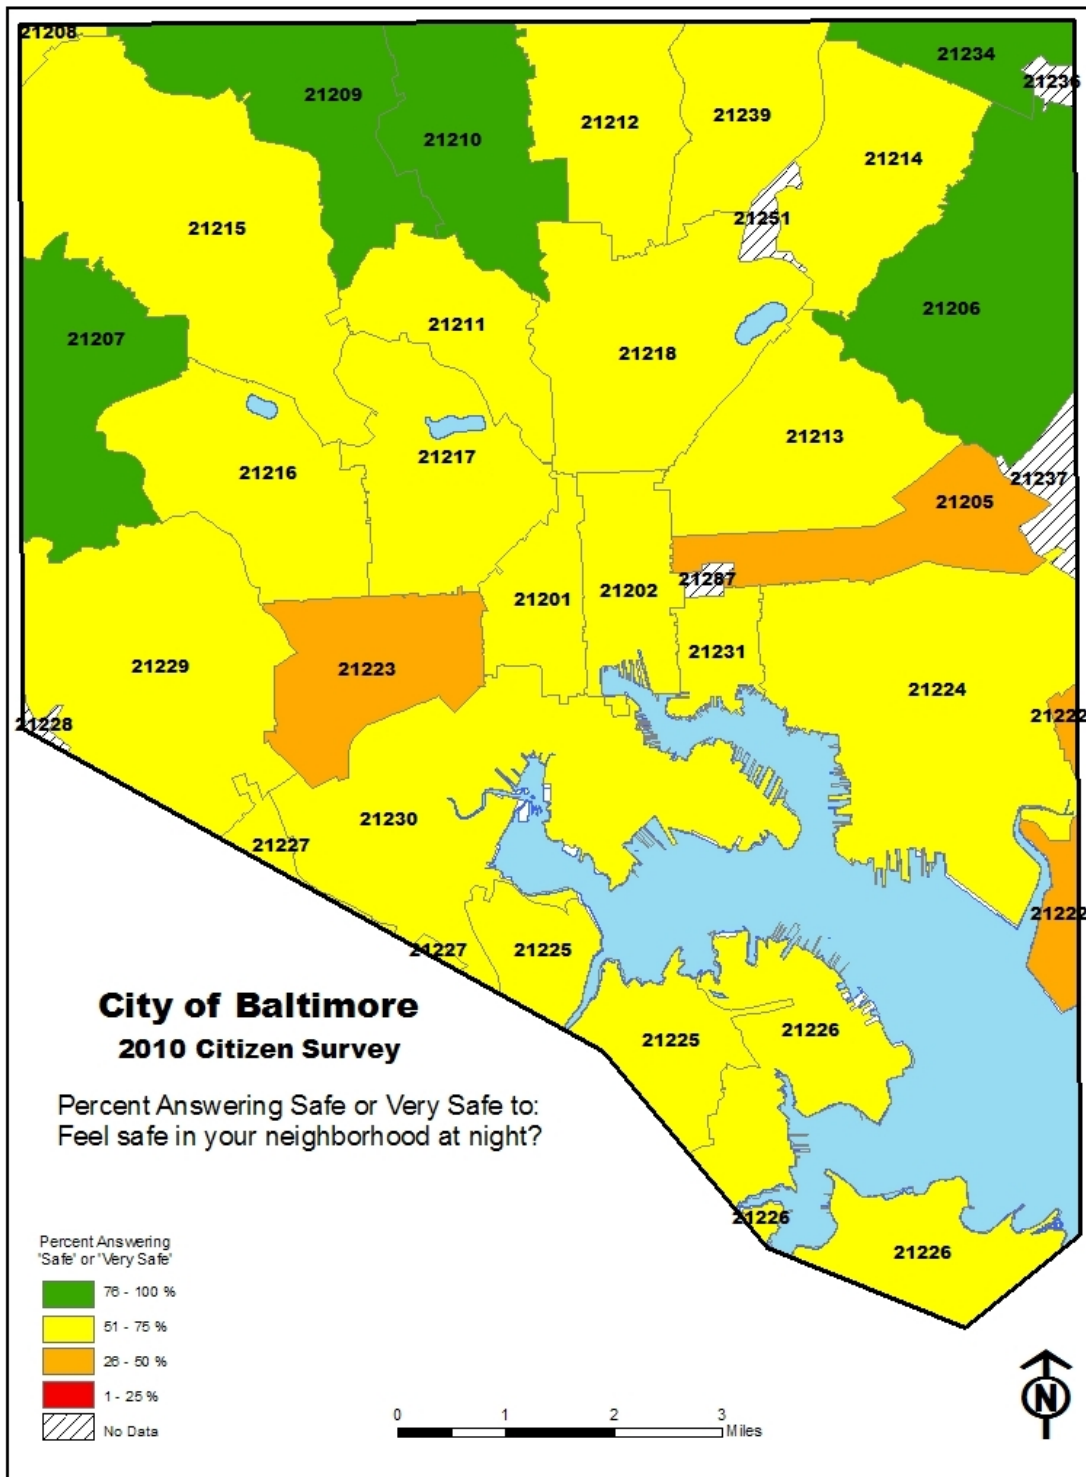 21208
21234
21236
21209
21239
21212
21210
21214
21251
21215
21206
21207
21211
21218
21213
21217
21216
21237
21205
21287
21202
21201
21231
21229
21223
21224
21222
21228
21230
21227
21222
21227
21225
City of Baltimore
2010 Citizen Survey
21226
21225
Percent Answering Safe or Very Safe to:
Feel safe in your neighborhood at night?
21226
21226
Percent Answering
'Safe' or 'Very Safe'
76 - 100 %
51 - 75 %
26 - 50 %
1 - 25 %
No Data
0 1 2 3
Miles
N